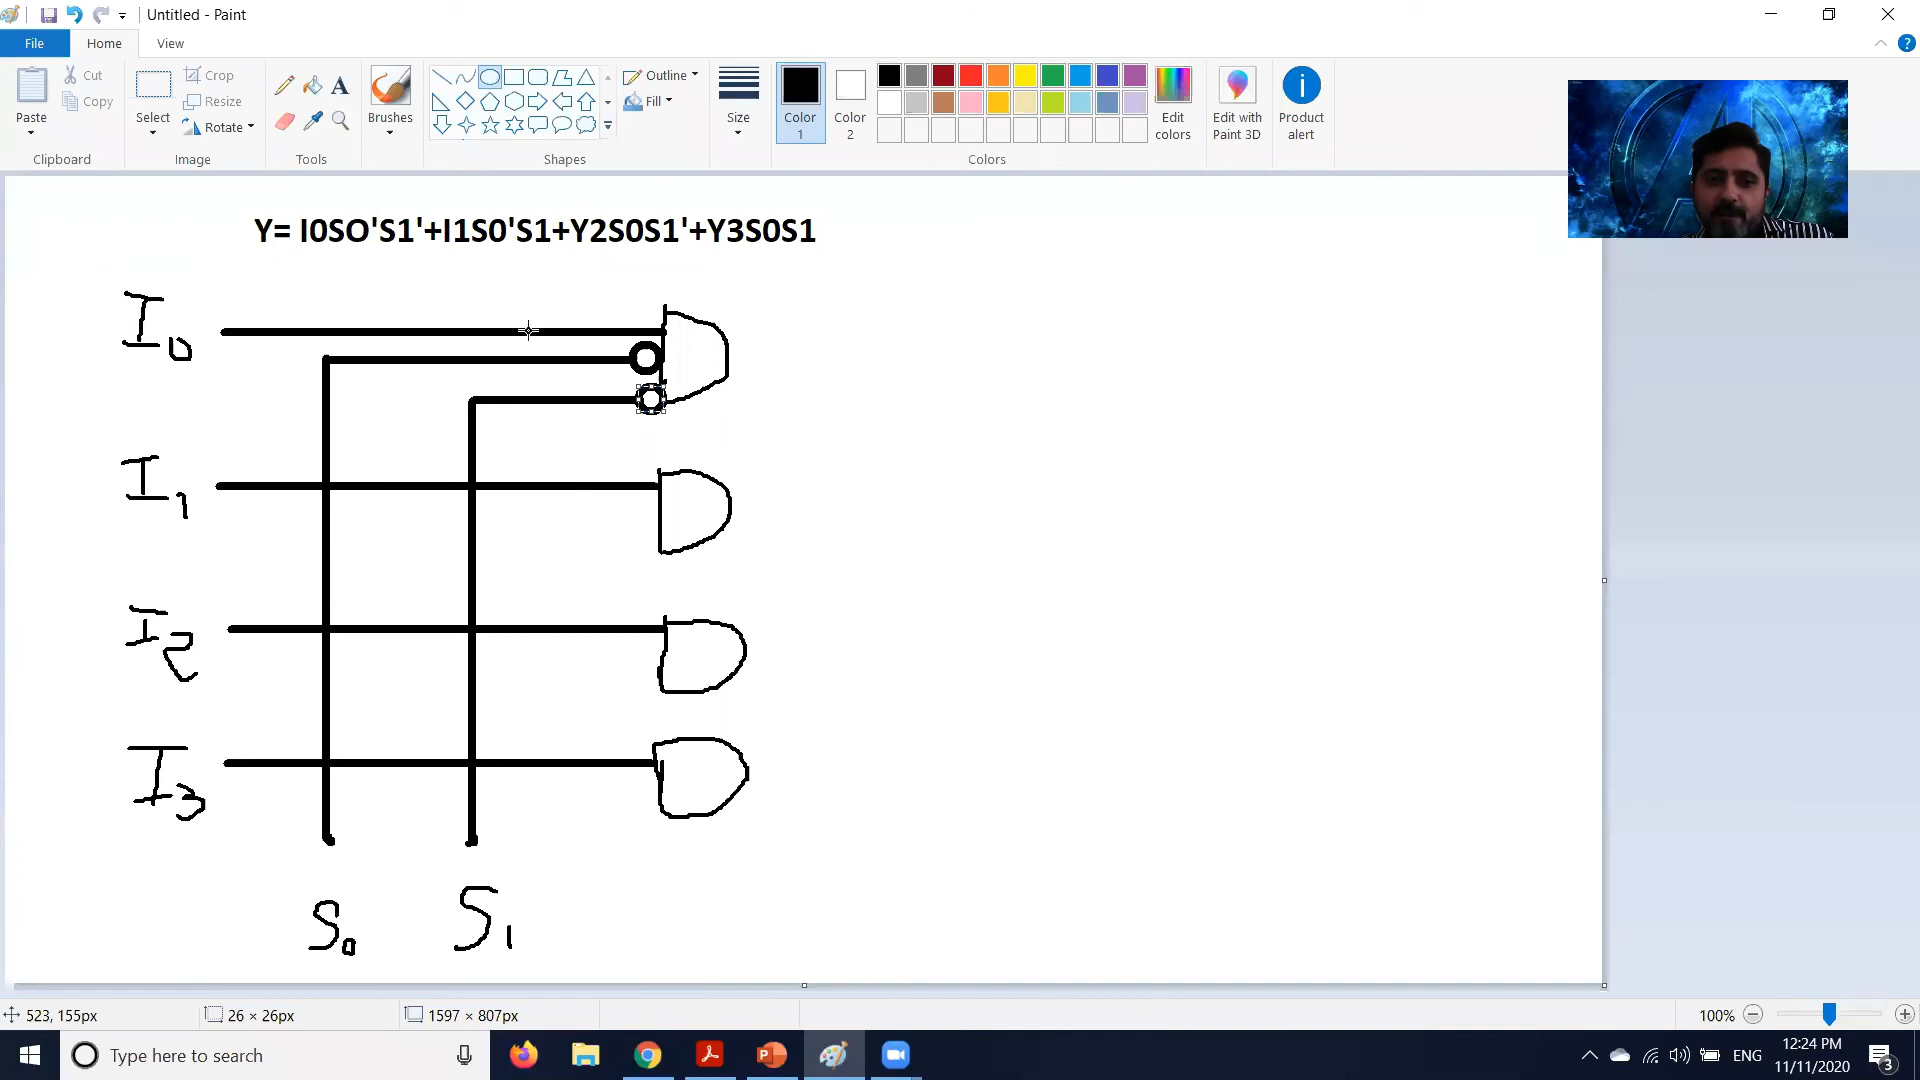 Untitled - Paint
File Home View
Paste Cut Copy Clipboard
Select Crop Resize Rotate Image
Tools
Brushes
Outline Fill Shapes
Size
Color 1 Color 2 Edit colors Edit with Paint 3D Product alert
Colors
Y= I0SO'S1'+I1S0'S1+Y2S0S1'+Y3S0S1
I0
I1
I2
I3
S0 S1
523, 155px 26 × 26px 1597 × 807px 100%
Type here to search
ENG 12:24 PM
11/11/2020 3